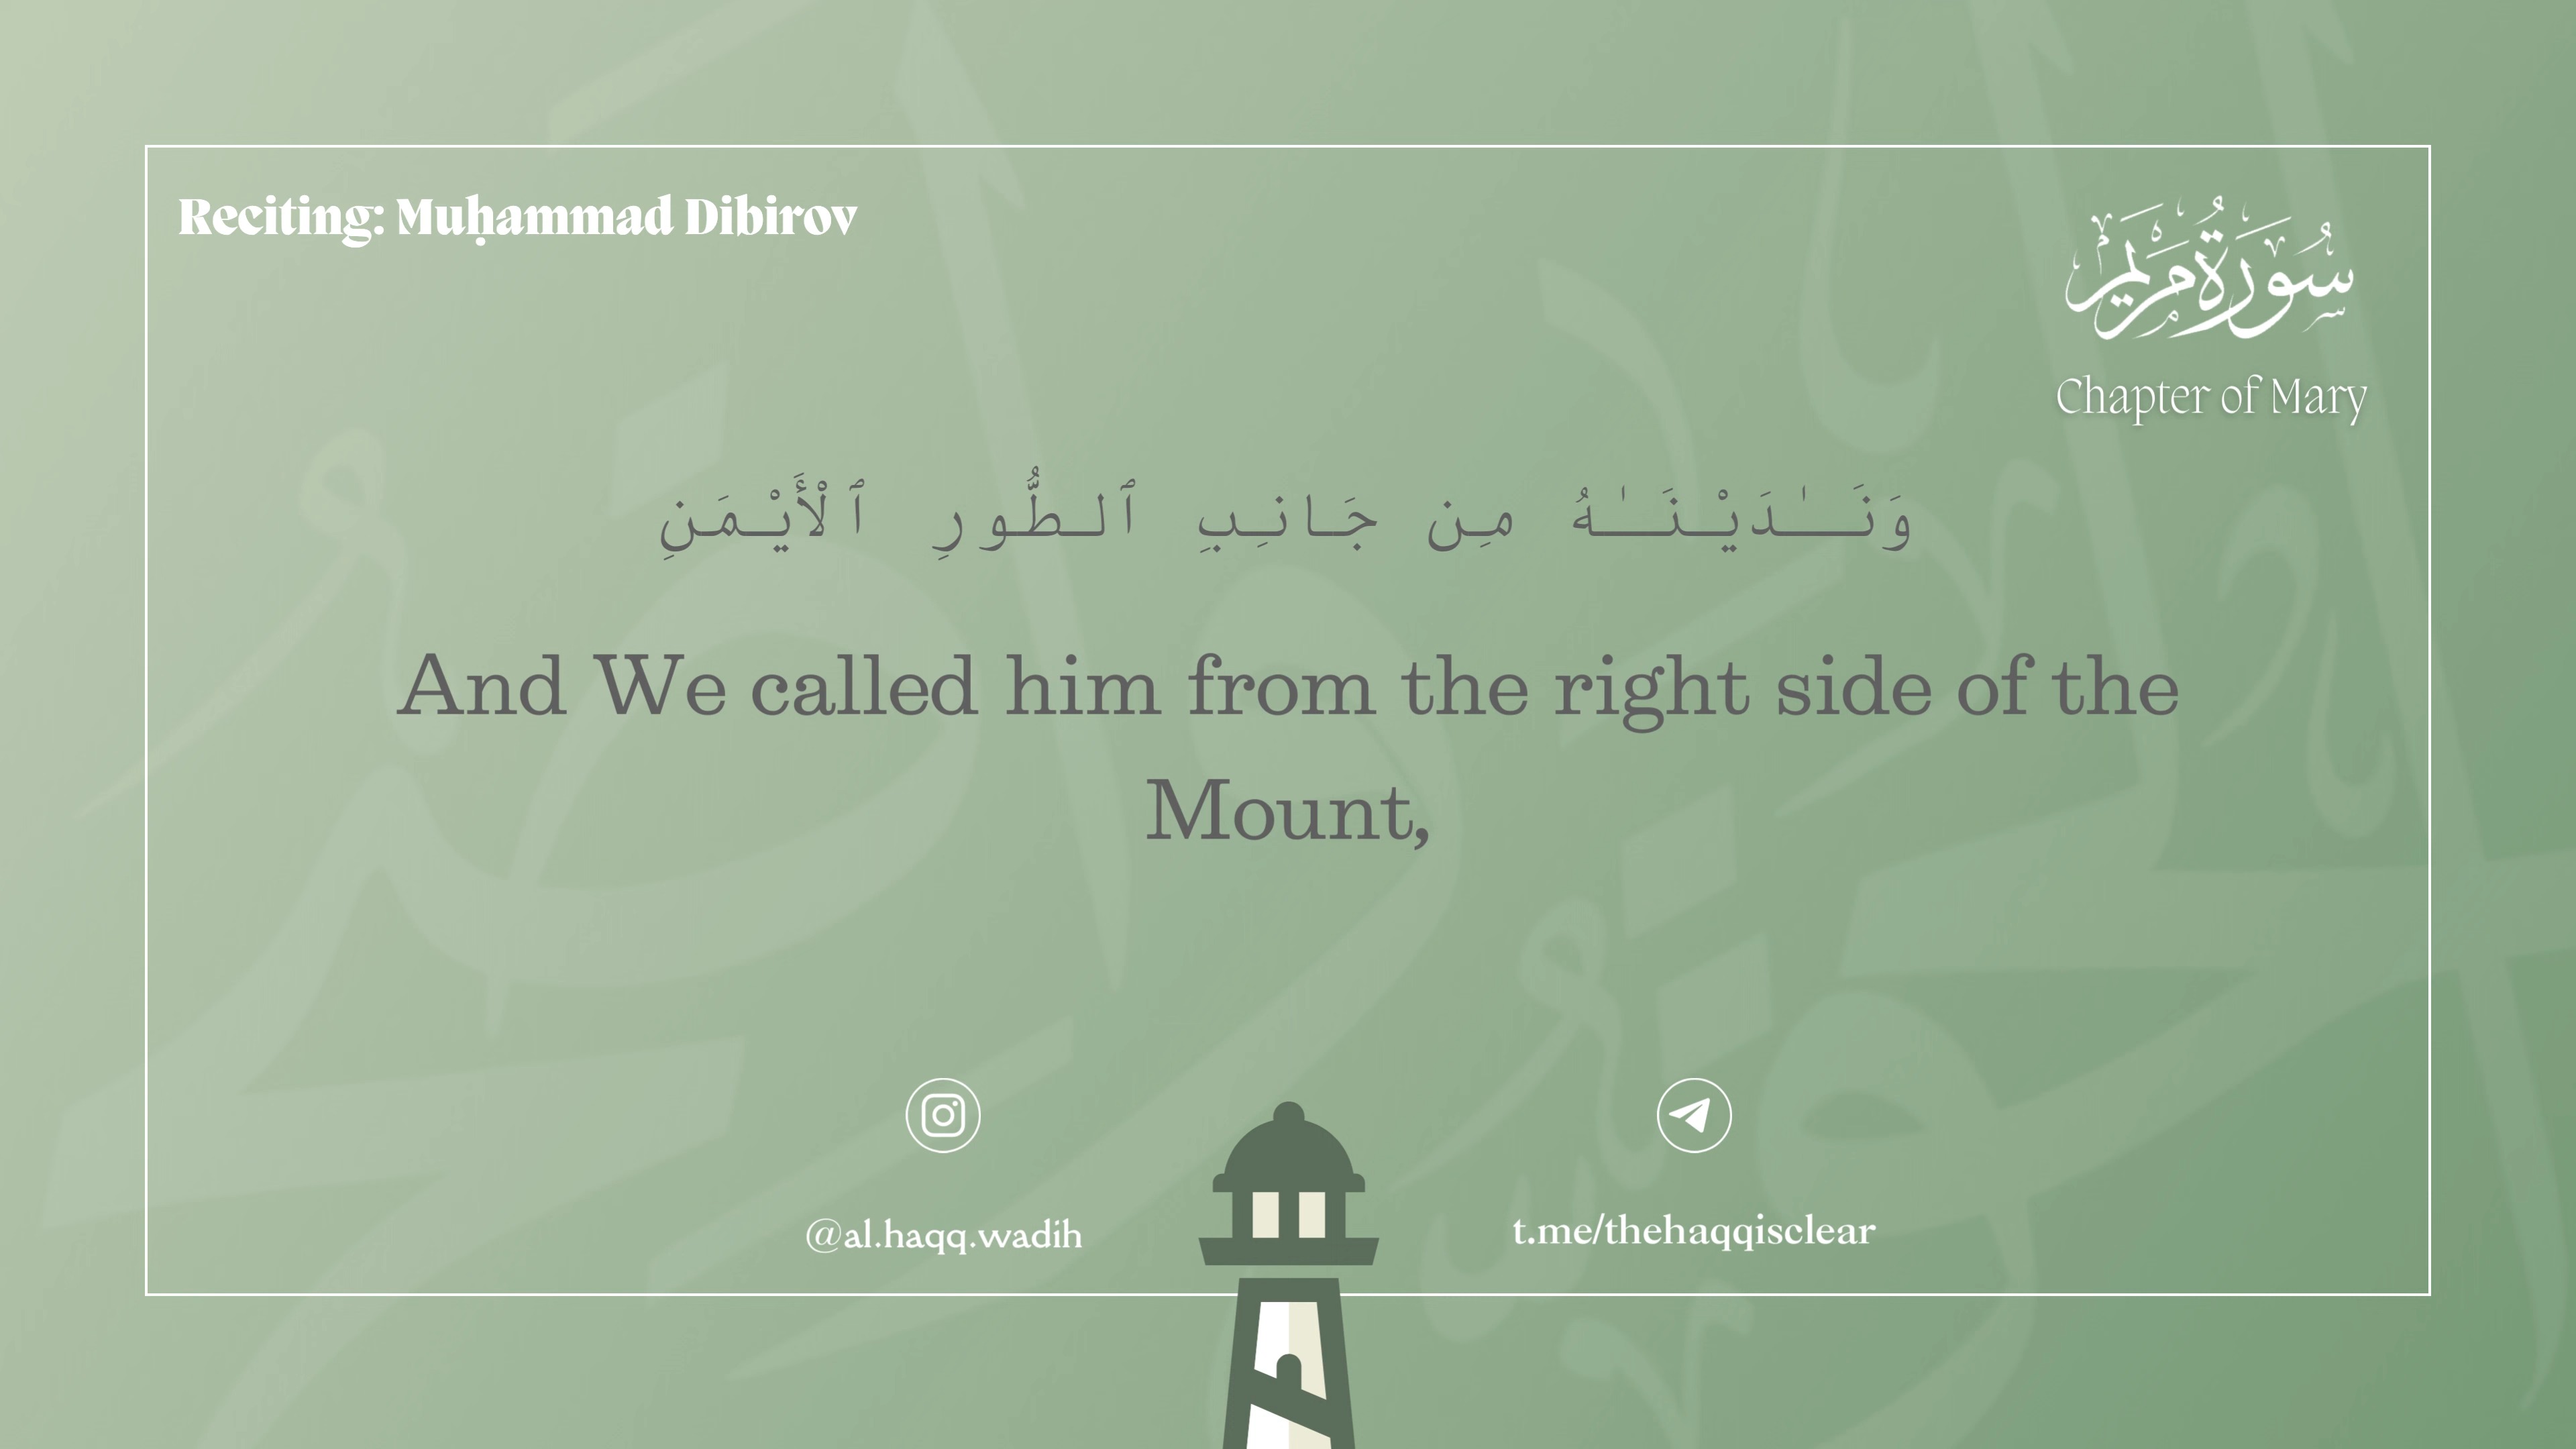 Reciting: Muḥammad Dibirov
سُورَةُ مَرْيَم
Chapter of Mary
وَنَـٰدَيْنَـٰهُ مِن جَانِبِ ٱلطُّورِ ٱلْأَيْمَنِ
And We called him from the right side of the
Mount,
@al.haqq.wadih
t.me/thehaqqisclear